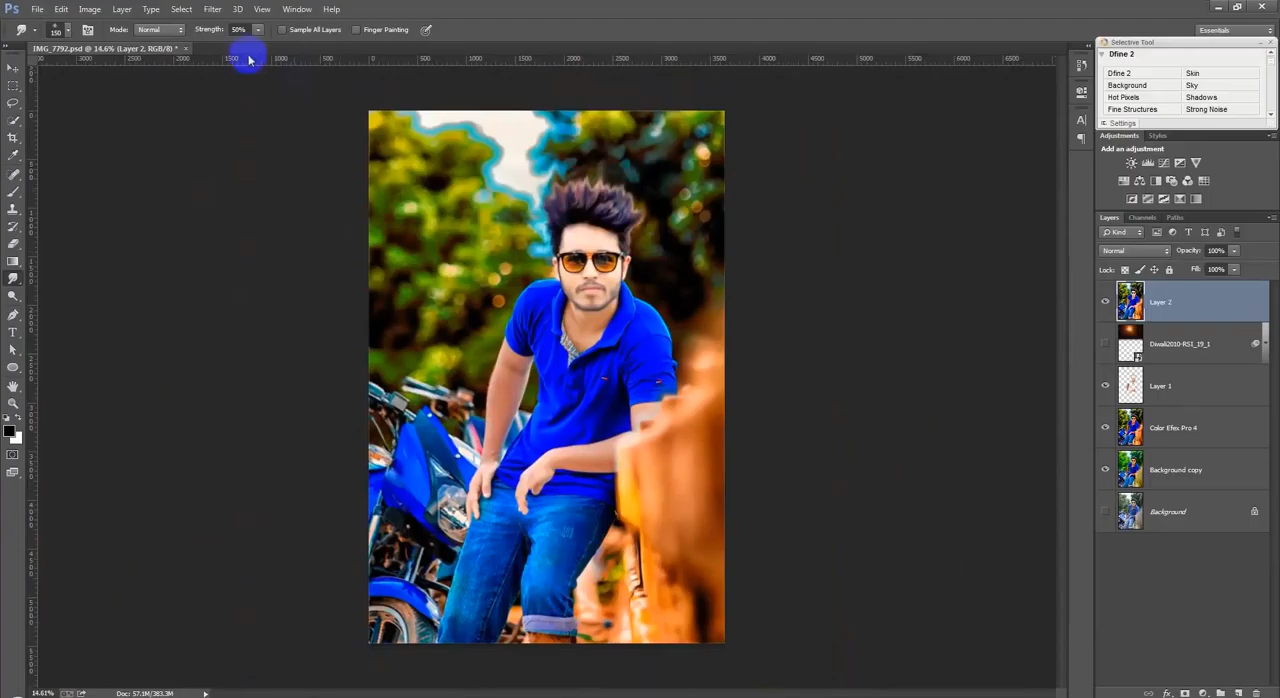 Ps File Edit Image Layer Type Select Filter 3D View Window Help
150 Mode: Normal Strength: 50% Sample All Layers Finger Painting Essentials
IMG_7792.psd @ 14.6% (Layer 2, RGB/8) * ×
Selective Tool
Dfine 2
Dfine 2 Skin
Background Sky
Hot Pixels Shadows
Fine Structures Strong Noise
Settings
Adjustments Styles
Add an adjustment
Layers Channels Paths
Kind
Normal Opacity: 100%
Lock: Fill: 100%
Layer 2
Diwali2010-RSI_19_1
Layer 1
Color Efex Pro 4
Background copy
Background
14.61% Doc: 57.1M/383.3M